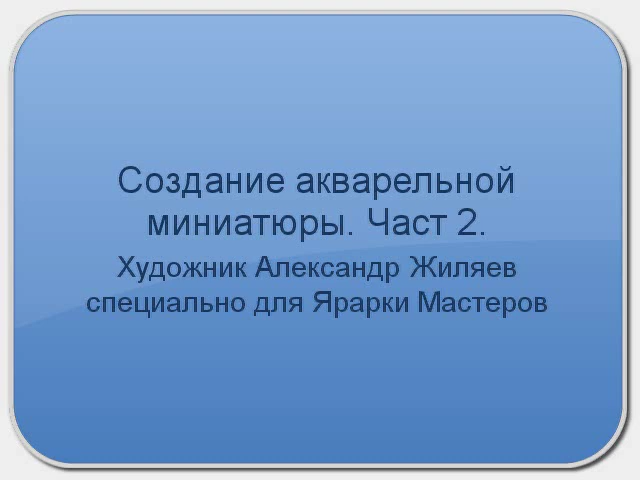 Создание акварельной
миниатюры. Част 2.
Художник Александр Жиляев
специально для Ярарки Мастеров